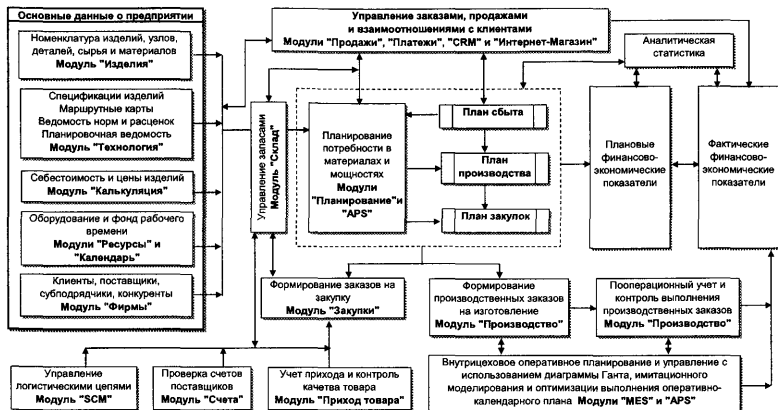 Основные данные о предприятии
Номенклатура изделий, узлов,
деталей, сырья и материалов
Модуль "Изделия"
Спецификации изделий
Маршрутные карты
Ведомость норм и расценок
Планировочная ведомость
Модуль "Технология"
Себестоимость и цены изделий
Модуль "Калькуляция"
Оборудование и фонд рабочего
времени
Модули "Ресурсы" и
"Календарь"
Клиенты, поставщики,
субподрядчики, конкуренты
Модуль "Фирмы"
Управление заказами, продажами
и взаимоотношениями с клиентами
Модули "Продажи", "Платежи", "CRM" и "Интернет-Магазин"
Аналитическая
статистика
Управление запасами
Модуль "Склад"
Планирование
потребности в
материалах и
мощностях
Модули
"Планирование"и
"APS"
План сбыта
План
производства
План закупок
Плановые
финансово-
экономические
показатели
Фактические
финансово-
экономические
показатели
Формирование заказов на
закупку
Модуль "Закупки"
Формирование
производственных заказов
на изготовление
Модуль "Производство"
Пооперационный учет и
контроль выполнения
производственных заказов
Модуль "Производство"
Управление
логистическими цепями
Модуль "SCM"
Проверка счетов
поставщиков
Модуль "Счета"
Учет прихода и контроль
качетва товара
Модуль "Приход товара"
Внутрицеховое оперативное планирование и управление с
использованием диаграммы Ганта, имитационного
моделирования и оптимизации выполнения оперативно-
календарного плана Модули "MES" и "APS"